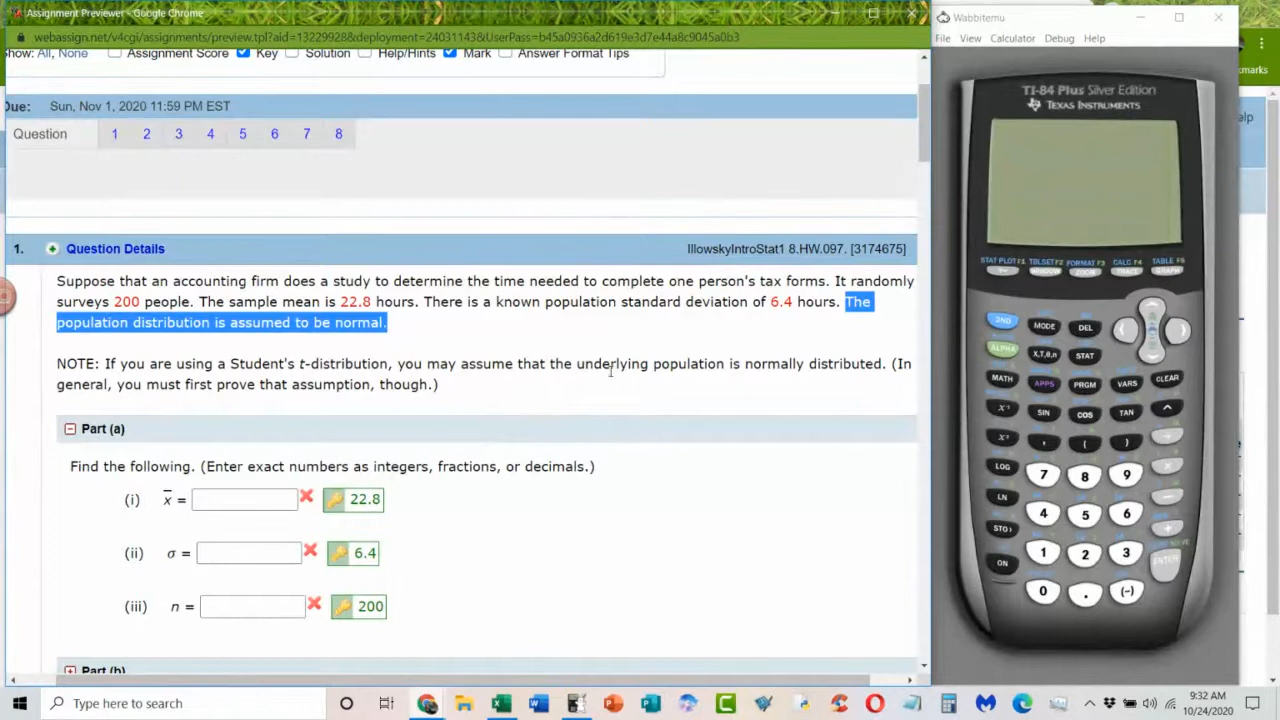 Assignment Previewer - Google Chrome
webassign.net/v4cgi/assignments/preview.tpl?aid=13229928&deployment=24031143&UserPass=b45a0936a2d619e3d7e44a8c9045a0b3
Show: All, None Assignment Score Key Solution Help/Hints Mark Answer Format Tips
Due: Sun, Nov 1, 2020 11:59 PM EST
Question 1 2 3 4 5 6 7 8
1. Question Details IllowskyIntroStat1 8.HW.097. [3174675]
Suppose that an accounting firm does a study to determine the time needed to complete one person's tax forms. It randomly
surveys 200 people. The sample mean is 22.8 hours. There is a known population standard deviation of 6.4 hours. The
population distribution is assumed to be normal.
NOTE: If you are using a Student's t-distribution, you may assume that the underlying population is normally distributed. (In
general, you must first prove that assumption, though.)
Part (a)
Find the following. (Enter exact numbers as integers, fractions, or decimals.)
(i) x̅ = 22.8
(ii) σ = 6.4
(iii) n = 200
Part (b)
Wabbitemu
File View Calculator Debug Help
TI-84 Plus Silver Edition
TEXAS INSTRUMENTS
STAT PLOT F1 TBLSET F2 FORMAT F3 CALC F4 TABLE F5
Y= WINDOW ZOOM TRACE GRAPH
2ND MODE DEL
ALPHA X,T,θ,n STAT
MATH APPS PRGM VARS CLEAR
X⁻¹ SIN COS TAN ^
X² , ( ) ÷
LOG 7 8 9 ×
LN 4 5 6 −
STO› 1 2 3 +
ON 0 . (−) ENTER
elp
kmarks
Type here to search
9:32 AM
10/24/2020